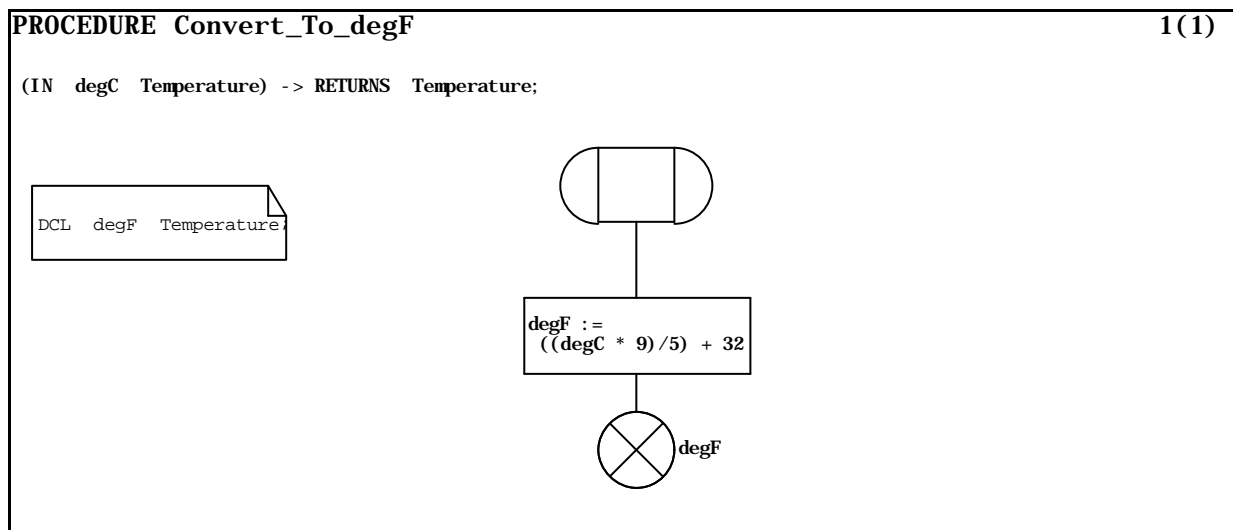 PROCEDURE Convert_To_degF 1(1)
(IN degC Temperature) -> RETURNS Temperature;
DCL degF Temperature;
degF :=
((degC * 9)/5) + 32
degF